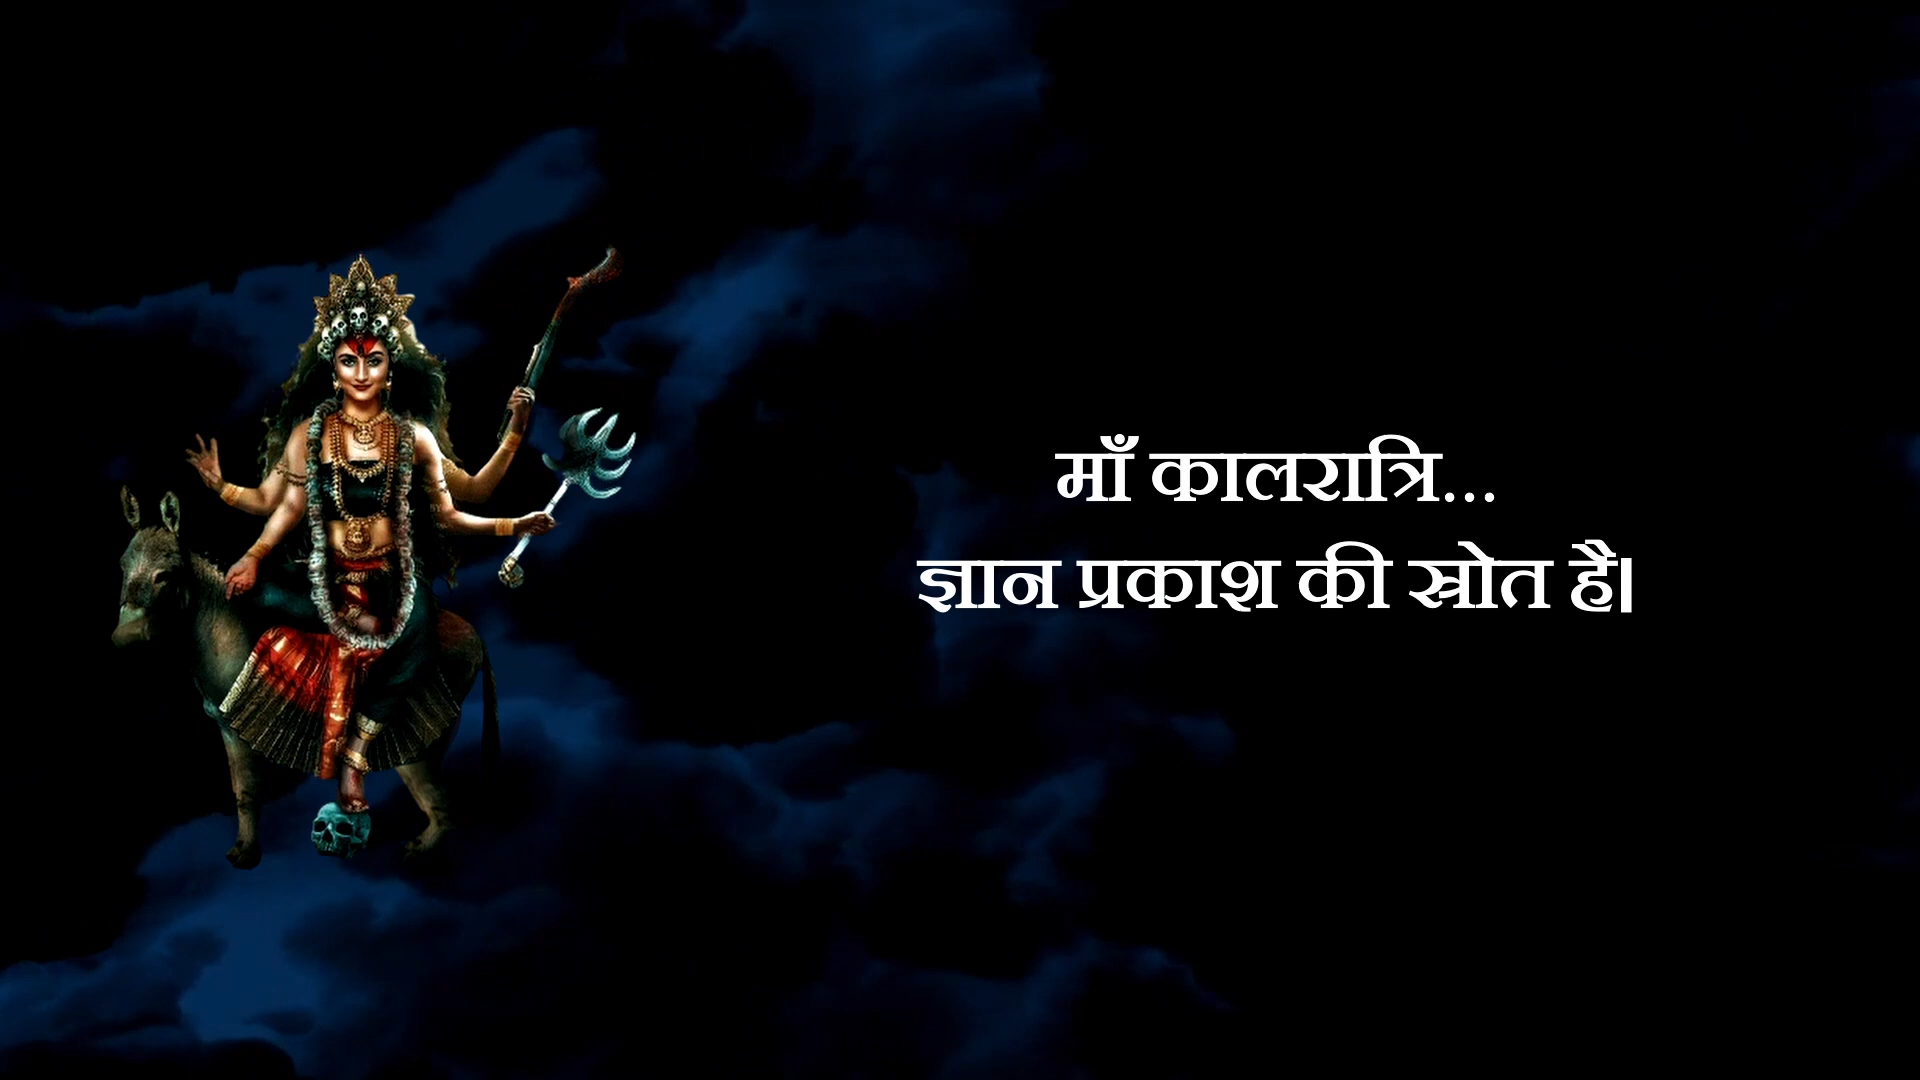 माँ कालरात्रि...
ज्ञान प्रकाश की स्रोत है।